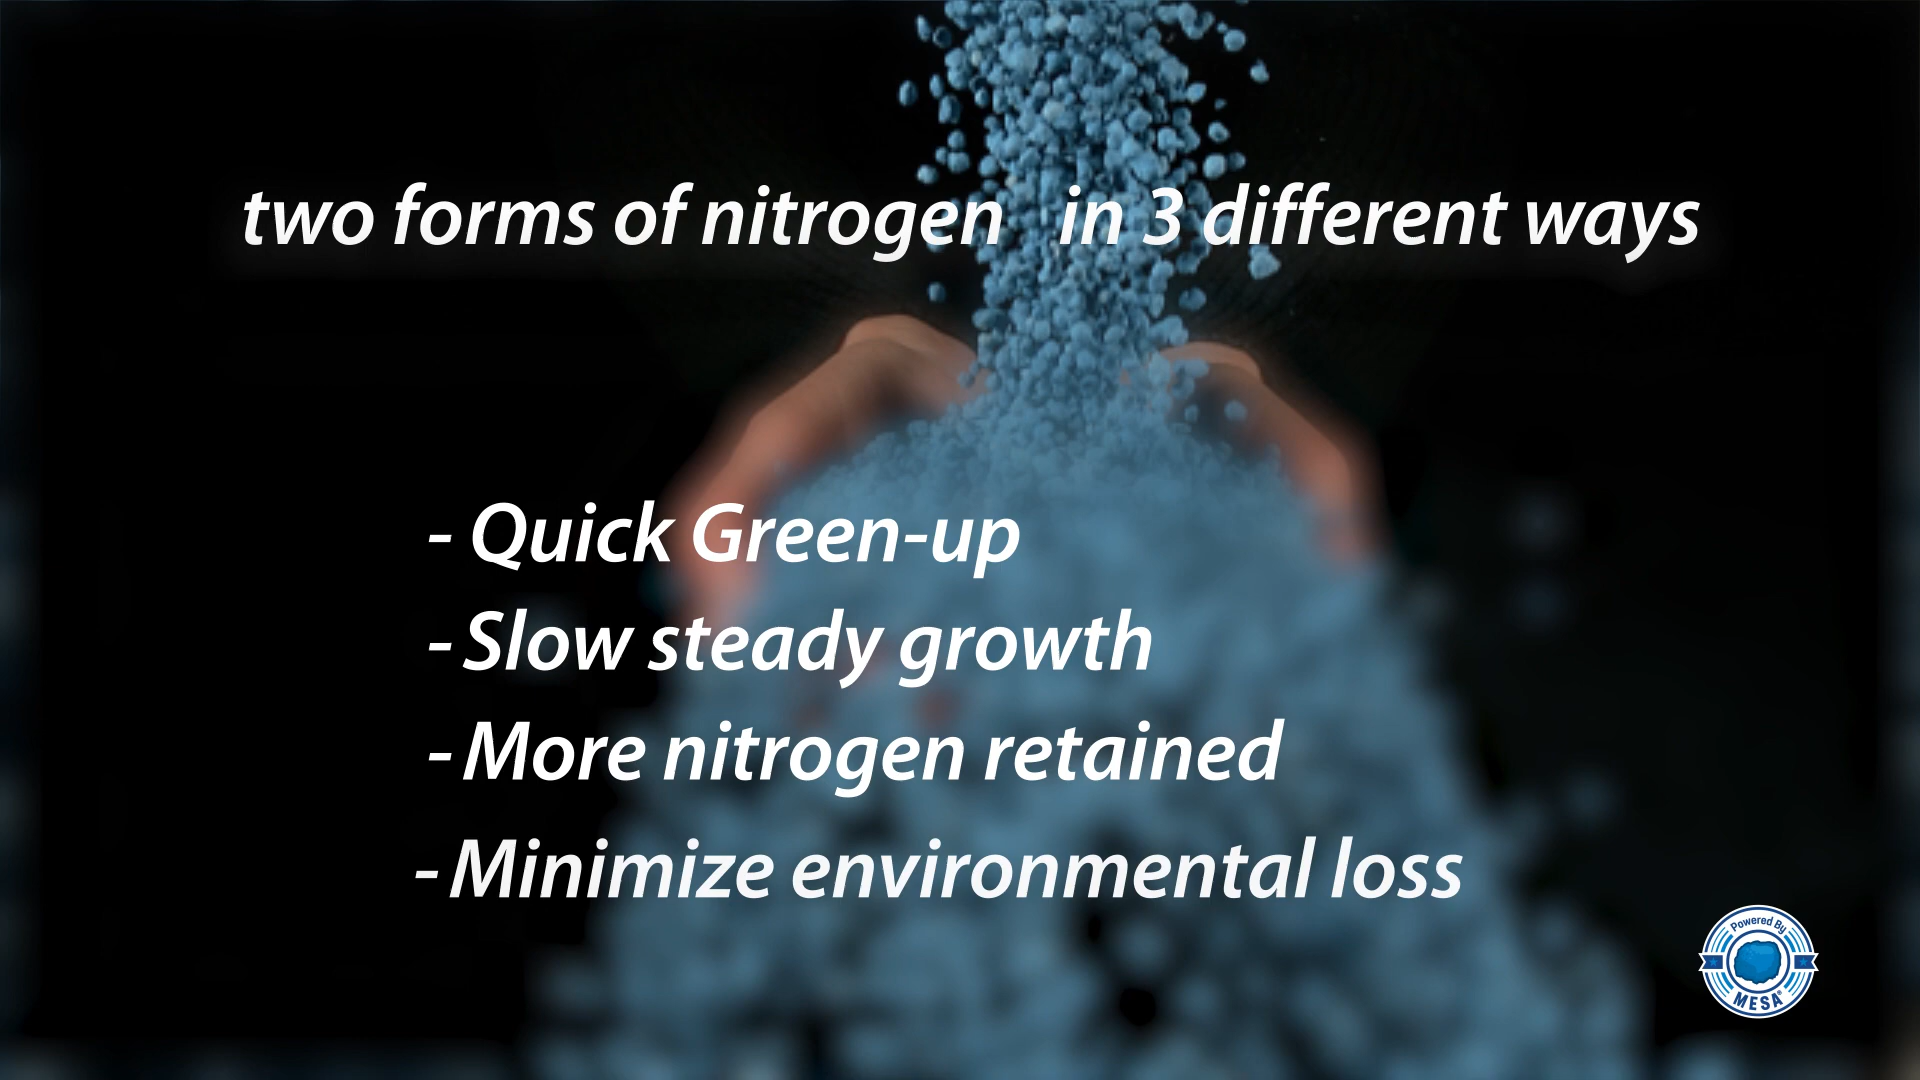 two forms of nitrogen in 3 different ways
- Quick Green-up
- Slow steady growth
- More nitrogen retained
- Minimize environmental loss
Powered By
MESA®